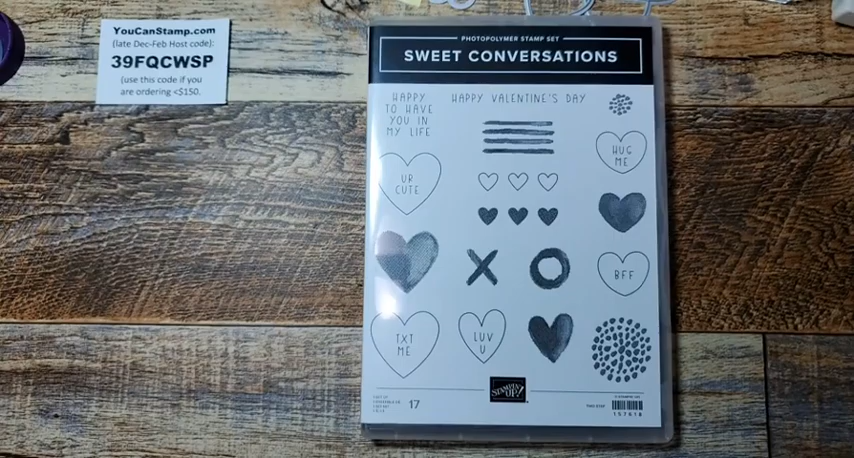 YouCanStamp.com
(late Dec-Feb Host code):
39FQCWSP
(use this code if you
are ordering <$150.
PHOTOPOLYMER STAMP SET
SWEET CONVERSATIONS
HAPPY
TO HAVE
YOU IN
MY LIFE
HAPPY VALENTINE'S DAY
HUG
ME
UR
CUTE
X O
BFF
TXT
ME
LUV
U
17
STAMPIN' UP!
157618